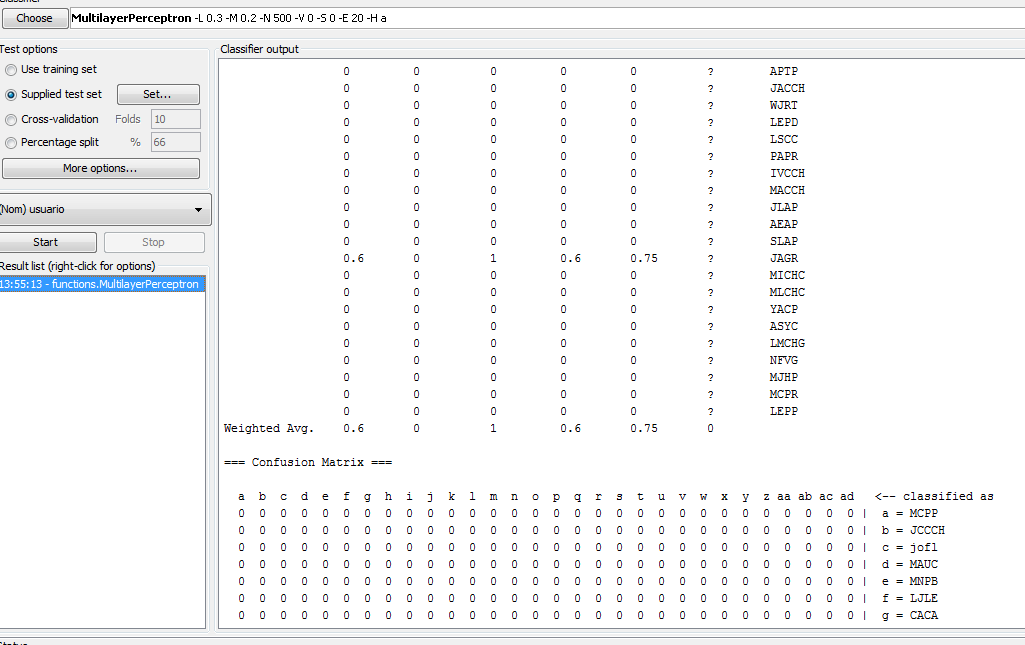 Choose MultilayerPerceptron -L 0.3 -M 0.2 -N 500 -V 0 -S 0 -E 20 -H a
Test options
Use training set
Supplied test set Set...
Cross-validation Folds 10
Percentage split % 66
More options...
(Nom) usuario
Start Stop
Result list (right-click for options)
13:55:13 - functions.MultilayerPerceptron
Classifier output
0 0 0 0 0 ? APTP
0 0 0 0 0 ? JACCH
0 0 0 0 0 ? WJRT
0 0 0 0 0 ? LEPD
0 0 0 0 0 ? LSCC
0 0 0 0 0 ? PAPR
0 0 0 0 0 ? IVCCH
0 0 0 0 0 ? MACCH
0 0 0 0 0 ? JLAP
0 0 0 0 0 ? AEAP
0 0 0 0 0 ? SLAP
0.6 0 1 0.6 0.75 ? JAGR
0 0 0 0 0 ? MICHC
0 0 0 0 0 ? MLCHC
0 0 0 0 0 ? YACP
0 0 0 0 0 ? ASYC
0 0 0 0 0 ? LMCHG
0 0 0 0 0 ? NFVG
0 0 0 0 0 ? MJHP
0 0 0 0 0 ? MCPR
0 0 0 0 0 ? LEPP
Weighted Avg. 0.6 0 1 0.6 0.75 0
=== Confusion Matrix ===
a b c d e f g h i j k l m n o p q r s t u v w x y z aa ab ac ad <-- classified as
0 0 0 0 0 0 0 0 0 0 0 0 0 0 0 0 0 0 0 0 0 0 0 0 0 0 0 0 0 0 | a = MCPP
0 0 0 0 0 0 0 0 0 0 0 0 0 0 0 0 0 0 0 0 0 0 0 0 0 0 0 0 0 0 | b = JCCCH
0 0 0 0 0 0 0 0 0 0 0 0 0 0 0 0 0 0 0 0 0 0 0 0 0 0 0 0 0 0 | c = jofl
0 0 0 0 0 0 0 0 0 0 0 0 0 0 0 0 0 0 0 0 0 0 0 0 0 0 0 0 0 0 | d = MAUC
0 0 0 0 0 0 0 0 0 0 0 0 0 0 0 0 0 0 0 0 0 0 0 0 0 0 0 0 0 0 | e = MNPB
0 0 0 0 0 0 0 0 0 0 0 0 0 0 0 0 0 0 0 0 0 0 0 0 0 0 0 0 0 0 | f = LJLE
0 0 0 0 0 0 0 0 0 0 0 0 0 0 0 0 0 0 0 0 0 0 0 0 0 0 0 0 0 0 | g = CACA